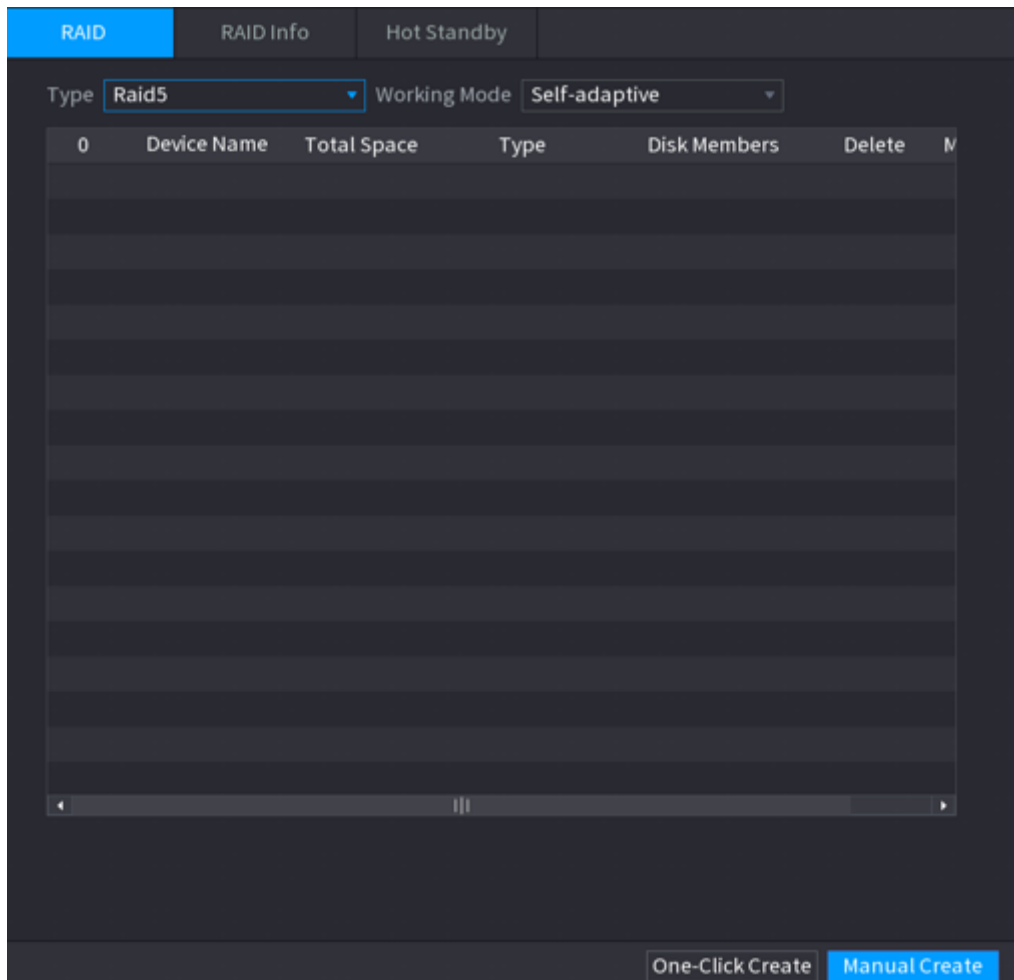 RAID RAID Info Hot Standby
Type Raid5 Working Mode Self-adaptive
0 Device Name Total Space Type Disk Members Delete M
One-Click Create Manual Create